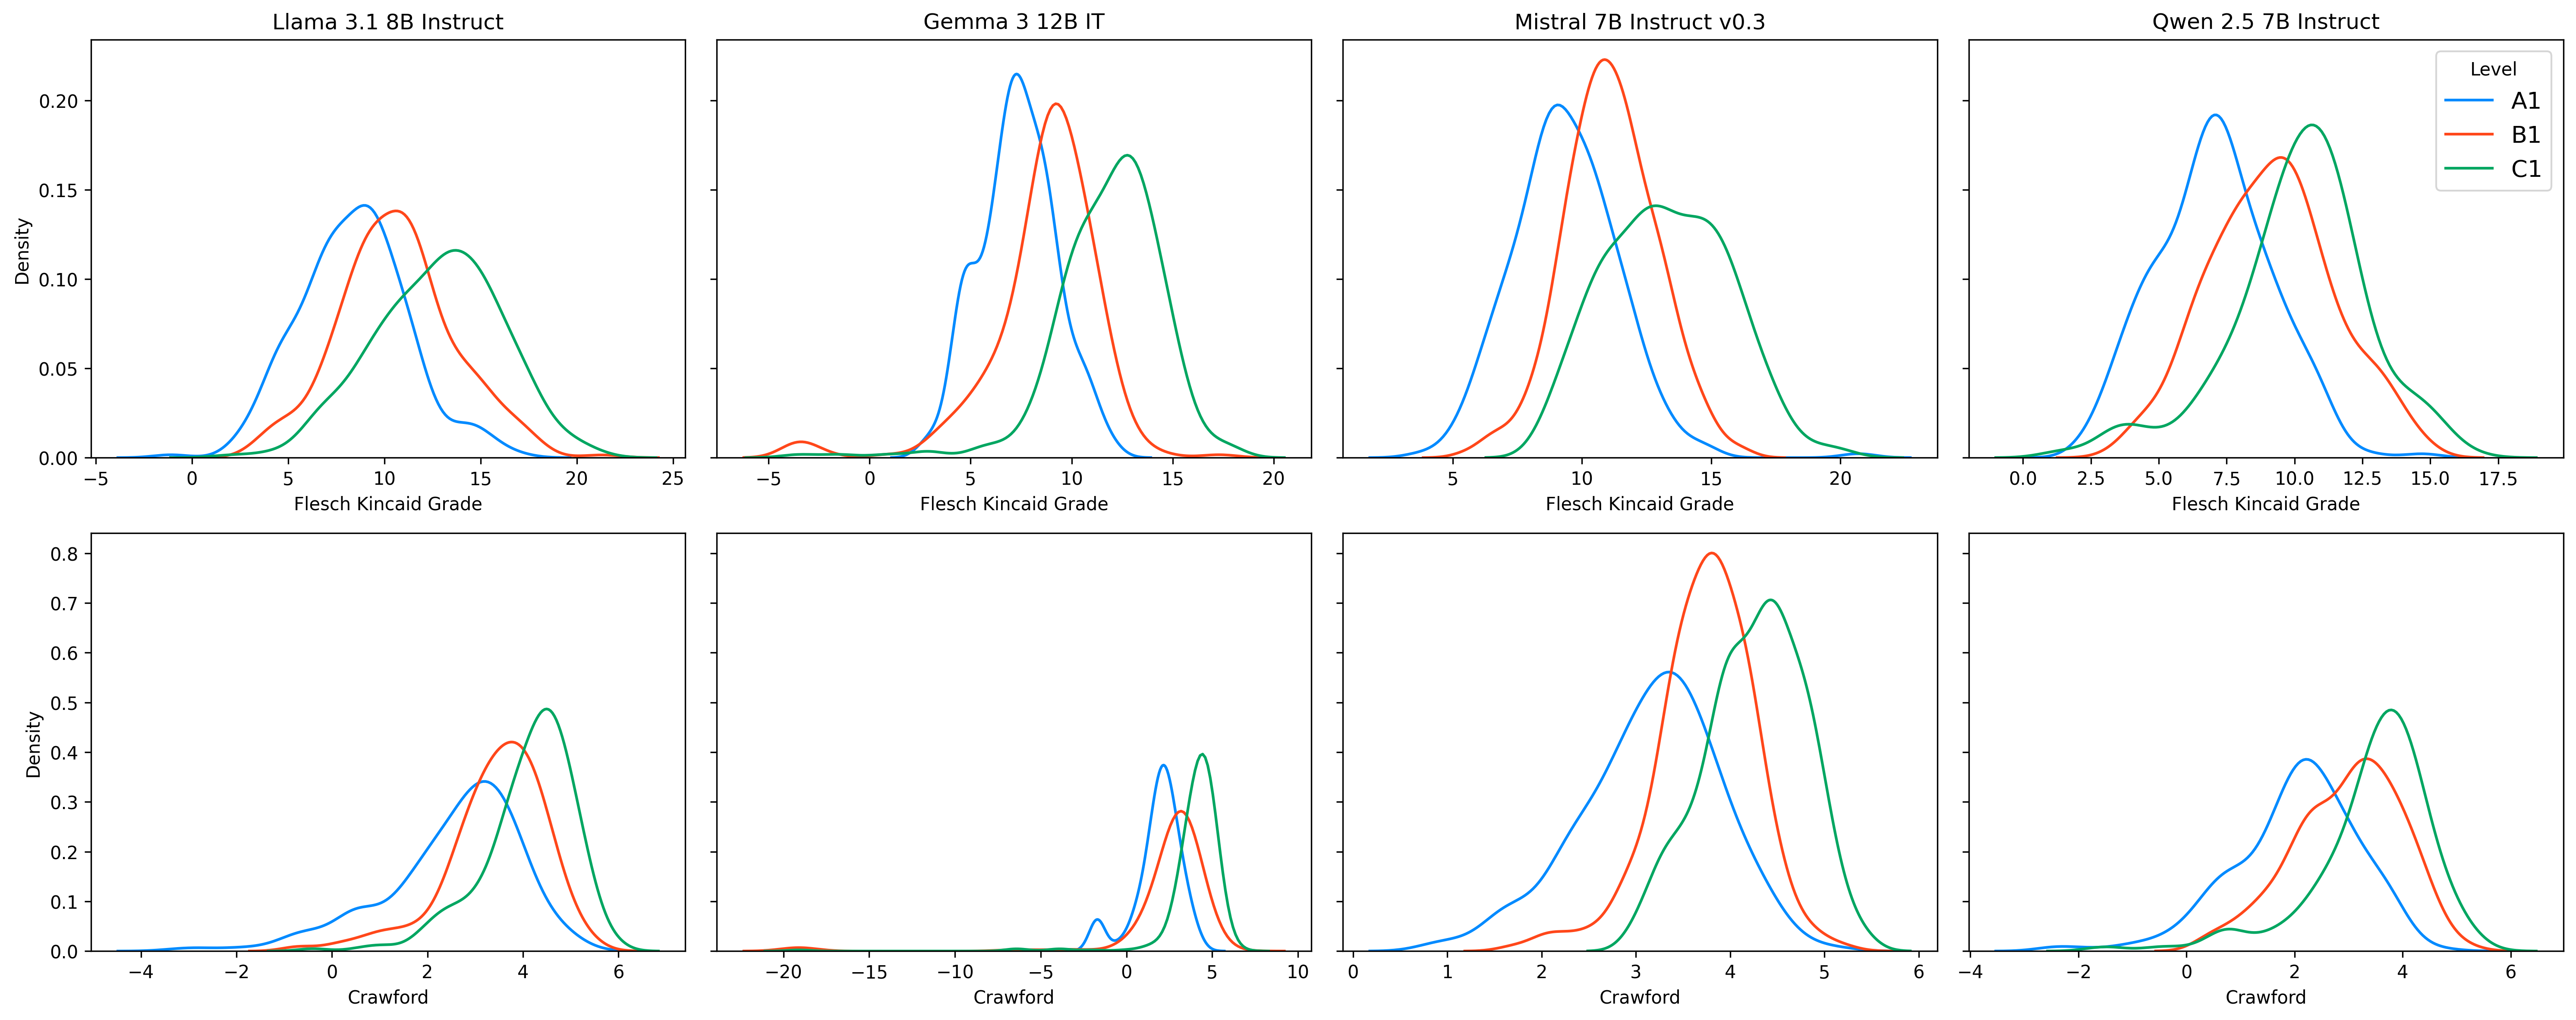 Llama 3.1 8B Instruct
Gemma 3 12B IT
Mistral 7B Instruct v0.3
Qwen 2.5 7B Instruct
Density
0.20
0.15
0.10
0.05
0.00
−5 0 5 10 15 20 25
Flesch Kincaid Grade
−5 0 5 10 15 20
Flesch Kincaid Grade
5 10 15 20
Flesch Kincaid Grade
Level
A1
B1
C1
0.0 2.5 5.0 7.5 10.0 12.5 15.0 17.5
Flesch Kincaid Grade
Density
0.8
0.7
0.6
0.5
0.4
0.3
0.2
0.1
0.0
−4 −2 0 2 4 6
Crawford
−20 −15 −10 −5 0 5 10
Crawford
0 1 2 3 4 5 6
Crawford
−4 −2 0 2 4 6
Crawford